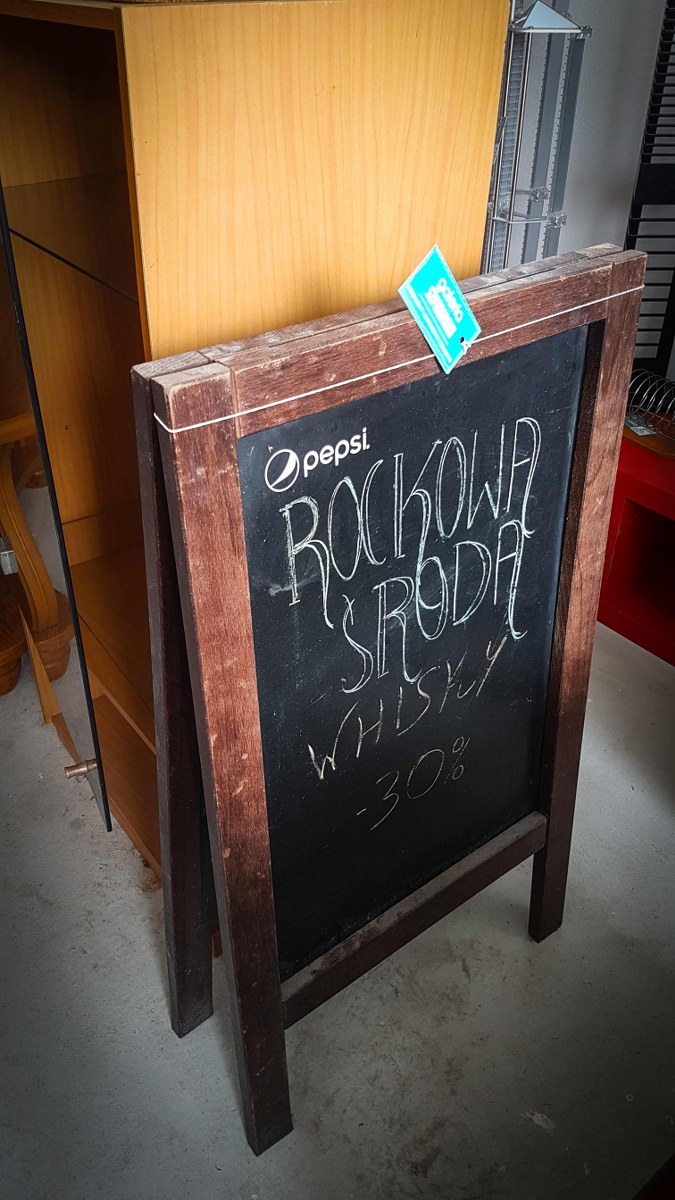 pepsi
ROCKOWA
ŚRODA
WHISKY
-30%